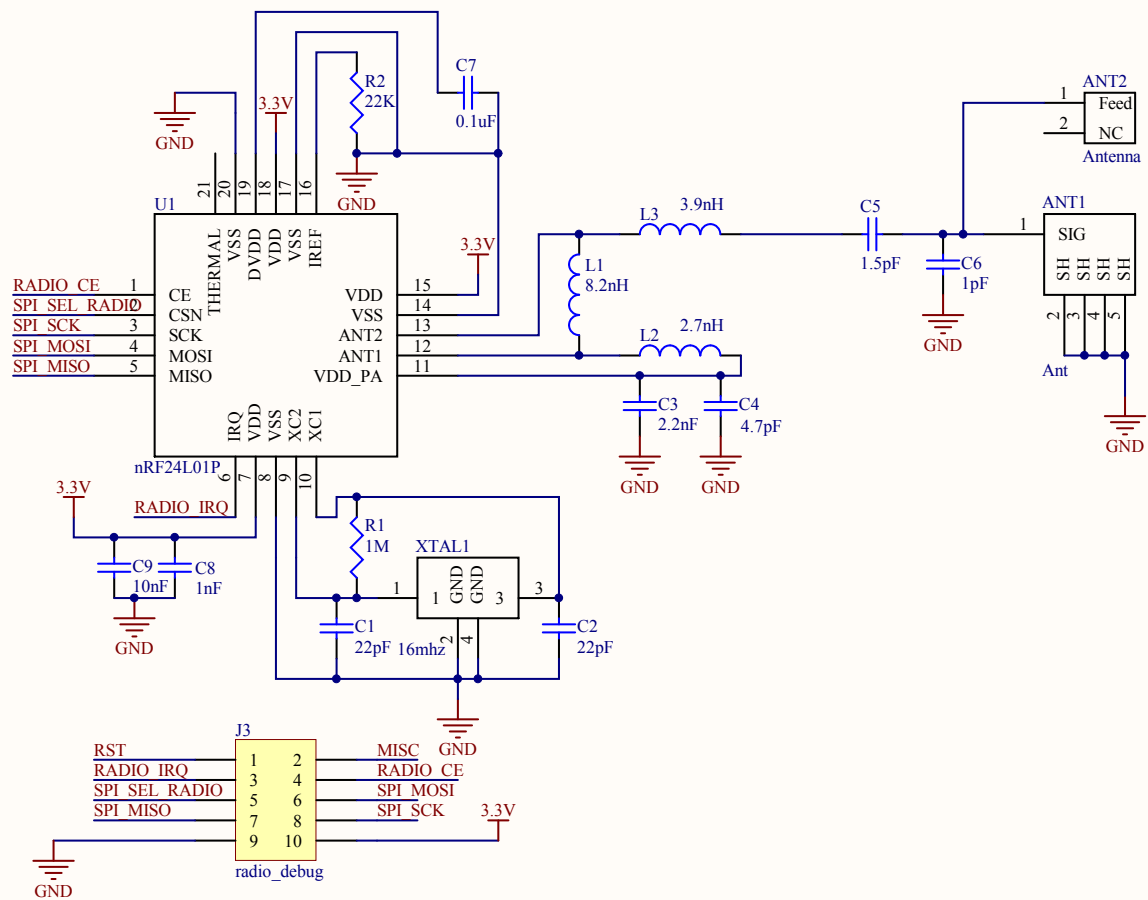 C7
0.1uF
R2
22K
3.3V
GND
GND
21
20
19
18
17
16
U1
THERMAL
VSS
DVDD
VDD
VSS
IREF
RADIO_CE
SPI_SEL_RADIO
SPI_SCK
SPI_MOSI
SPI_MISO
1
2
3
4
5
CE
CSN
SCK
MOSI
MISO
VDD
VSS
ANT2
ANT1
VDD_PA
15
14
13
12
11
3.3V
IRQ
VDD
VSS
XC2
XC1
nRF24L01P
6
7
8
9
10
L3
3.9nH
L1
8.2nH
L2
2.7nH
C3
2.2nF
GND
C4
4.7pF
GND
C5
1.5pF
C6
1pF
GND
ANT2
1
Feed
2
NC
Antenna
ANT1
1
SIG
SH
SH
SH
SH
2
3
4
5
Ant
GND
3.3V
RADIO_IRQ
C9
10nF
C8
1nF
GND
R1
1M
XTAL1
1
1
GND
GND
3
3
2
4
16mhz
C1
22pF
C2
22pF
GND
J3
RST
1
2
MISC
RADIO_IRQ
3
4
RADIO_CE
SPI_SEL_RADIO
5
6
SPI_MOSI
SPI_MISO
7
8
SPI_SCK
9
10
3.3V
GND
radio_debug